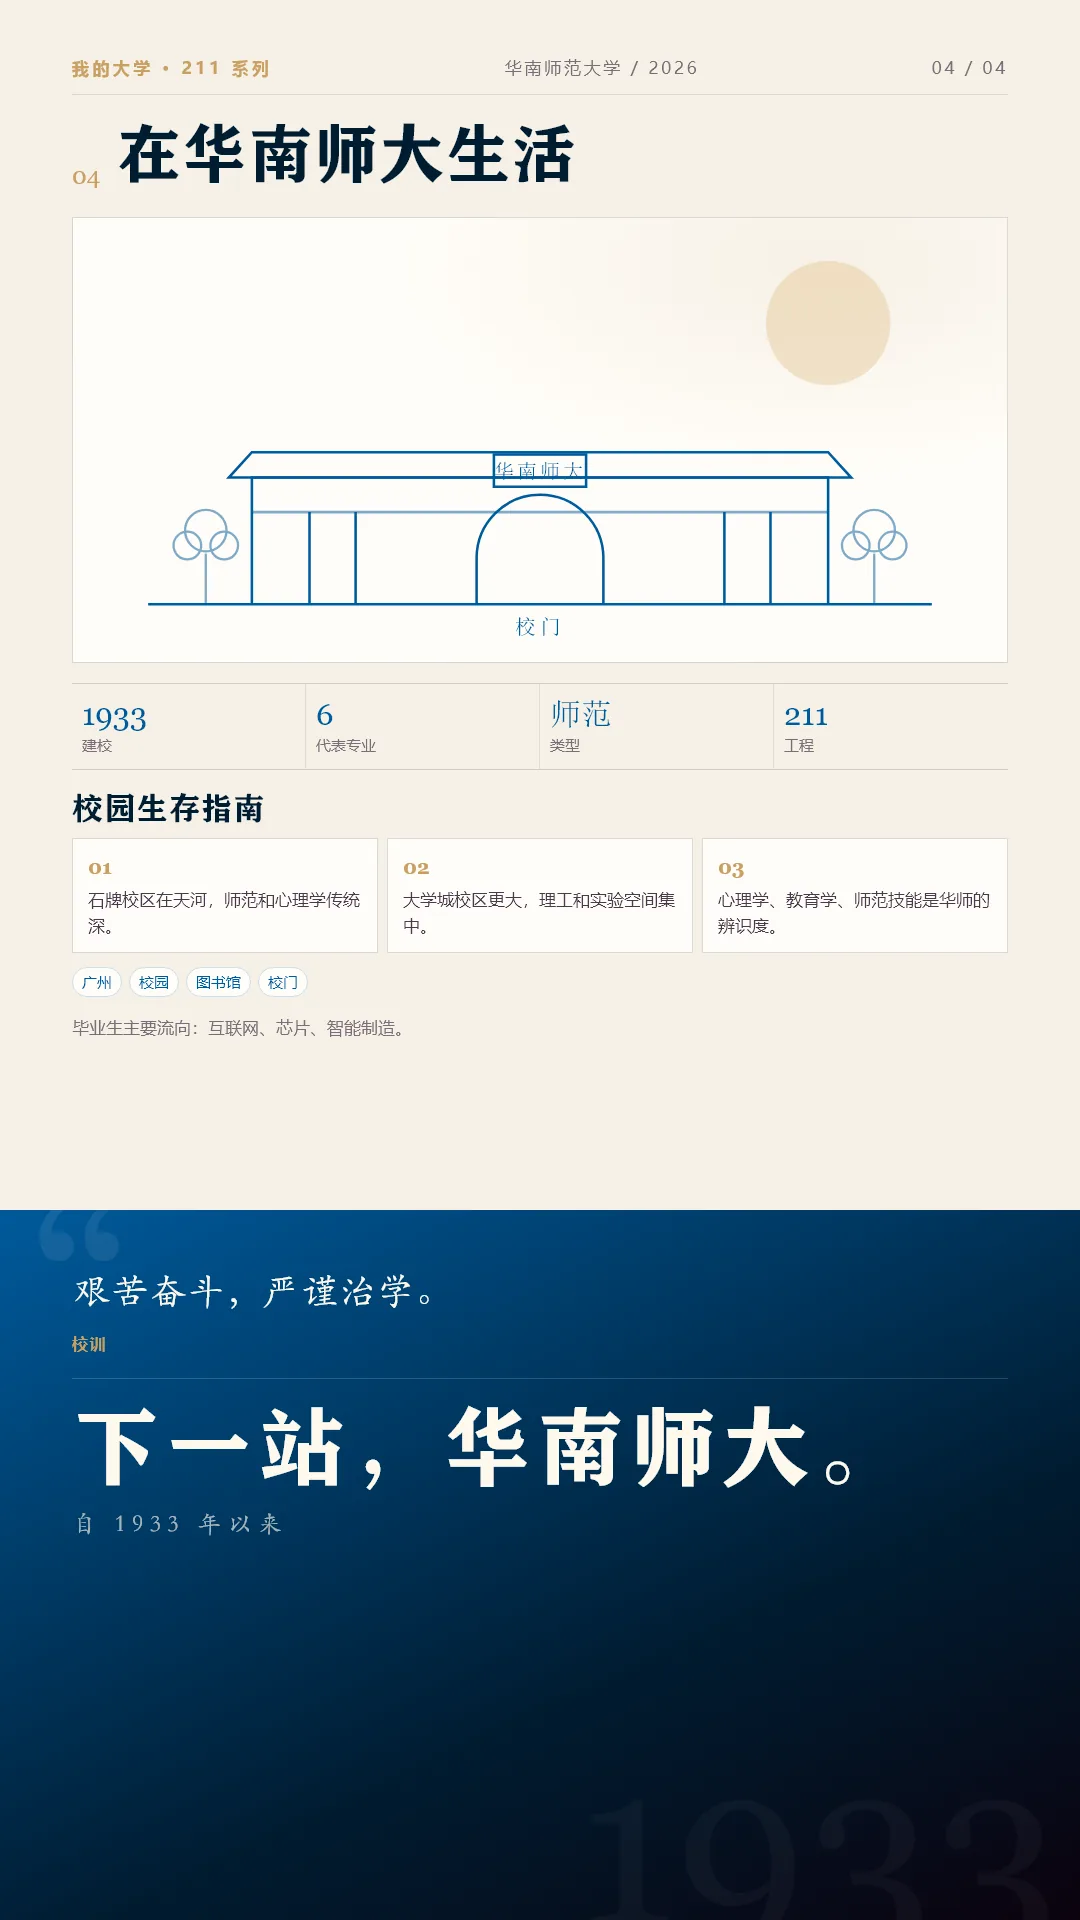 我的大学 · 211 系列
华南师范大学 / 2026
04 / 04
04 在华南师大生活
华南师大
校门
1933
建校
6
代表专业
师范
类型
211
工程
校园生存指南
01
石牌校区在天河，师范和心理学传统
深。
02
大学城校区更大，理工和实验空间集
中。
03
心理学、教育学、师范技能是华师的
辨识度。
广州
校园
图书馆
校门
毕业生主要流向：互联网、芯片、智能制造。
“
艰苦奋斗，严谨治学。
校训
下一站，华南师大。
自 1933 年以来
1933